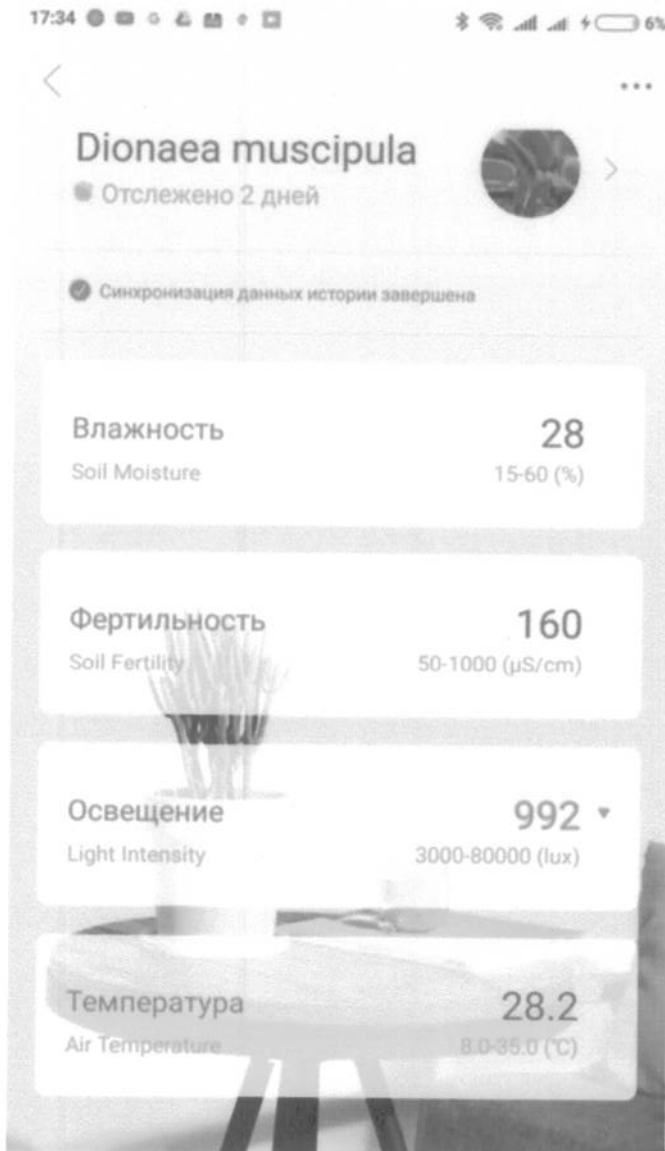 17:34 6%
Dionaea muscipula
Отслежено 2 дней
Синхронизация данных истории завершена
Влажность 28
Soil Moisture 15-60 (%)
Фертильность 160
Soil Fertility 50-1000 (µS/cm)
Освещение 992
Light Intensity 3000-80000 (lux)
Температура 28.2
Air Temperature 8.0-35.0 (°C)